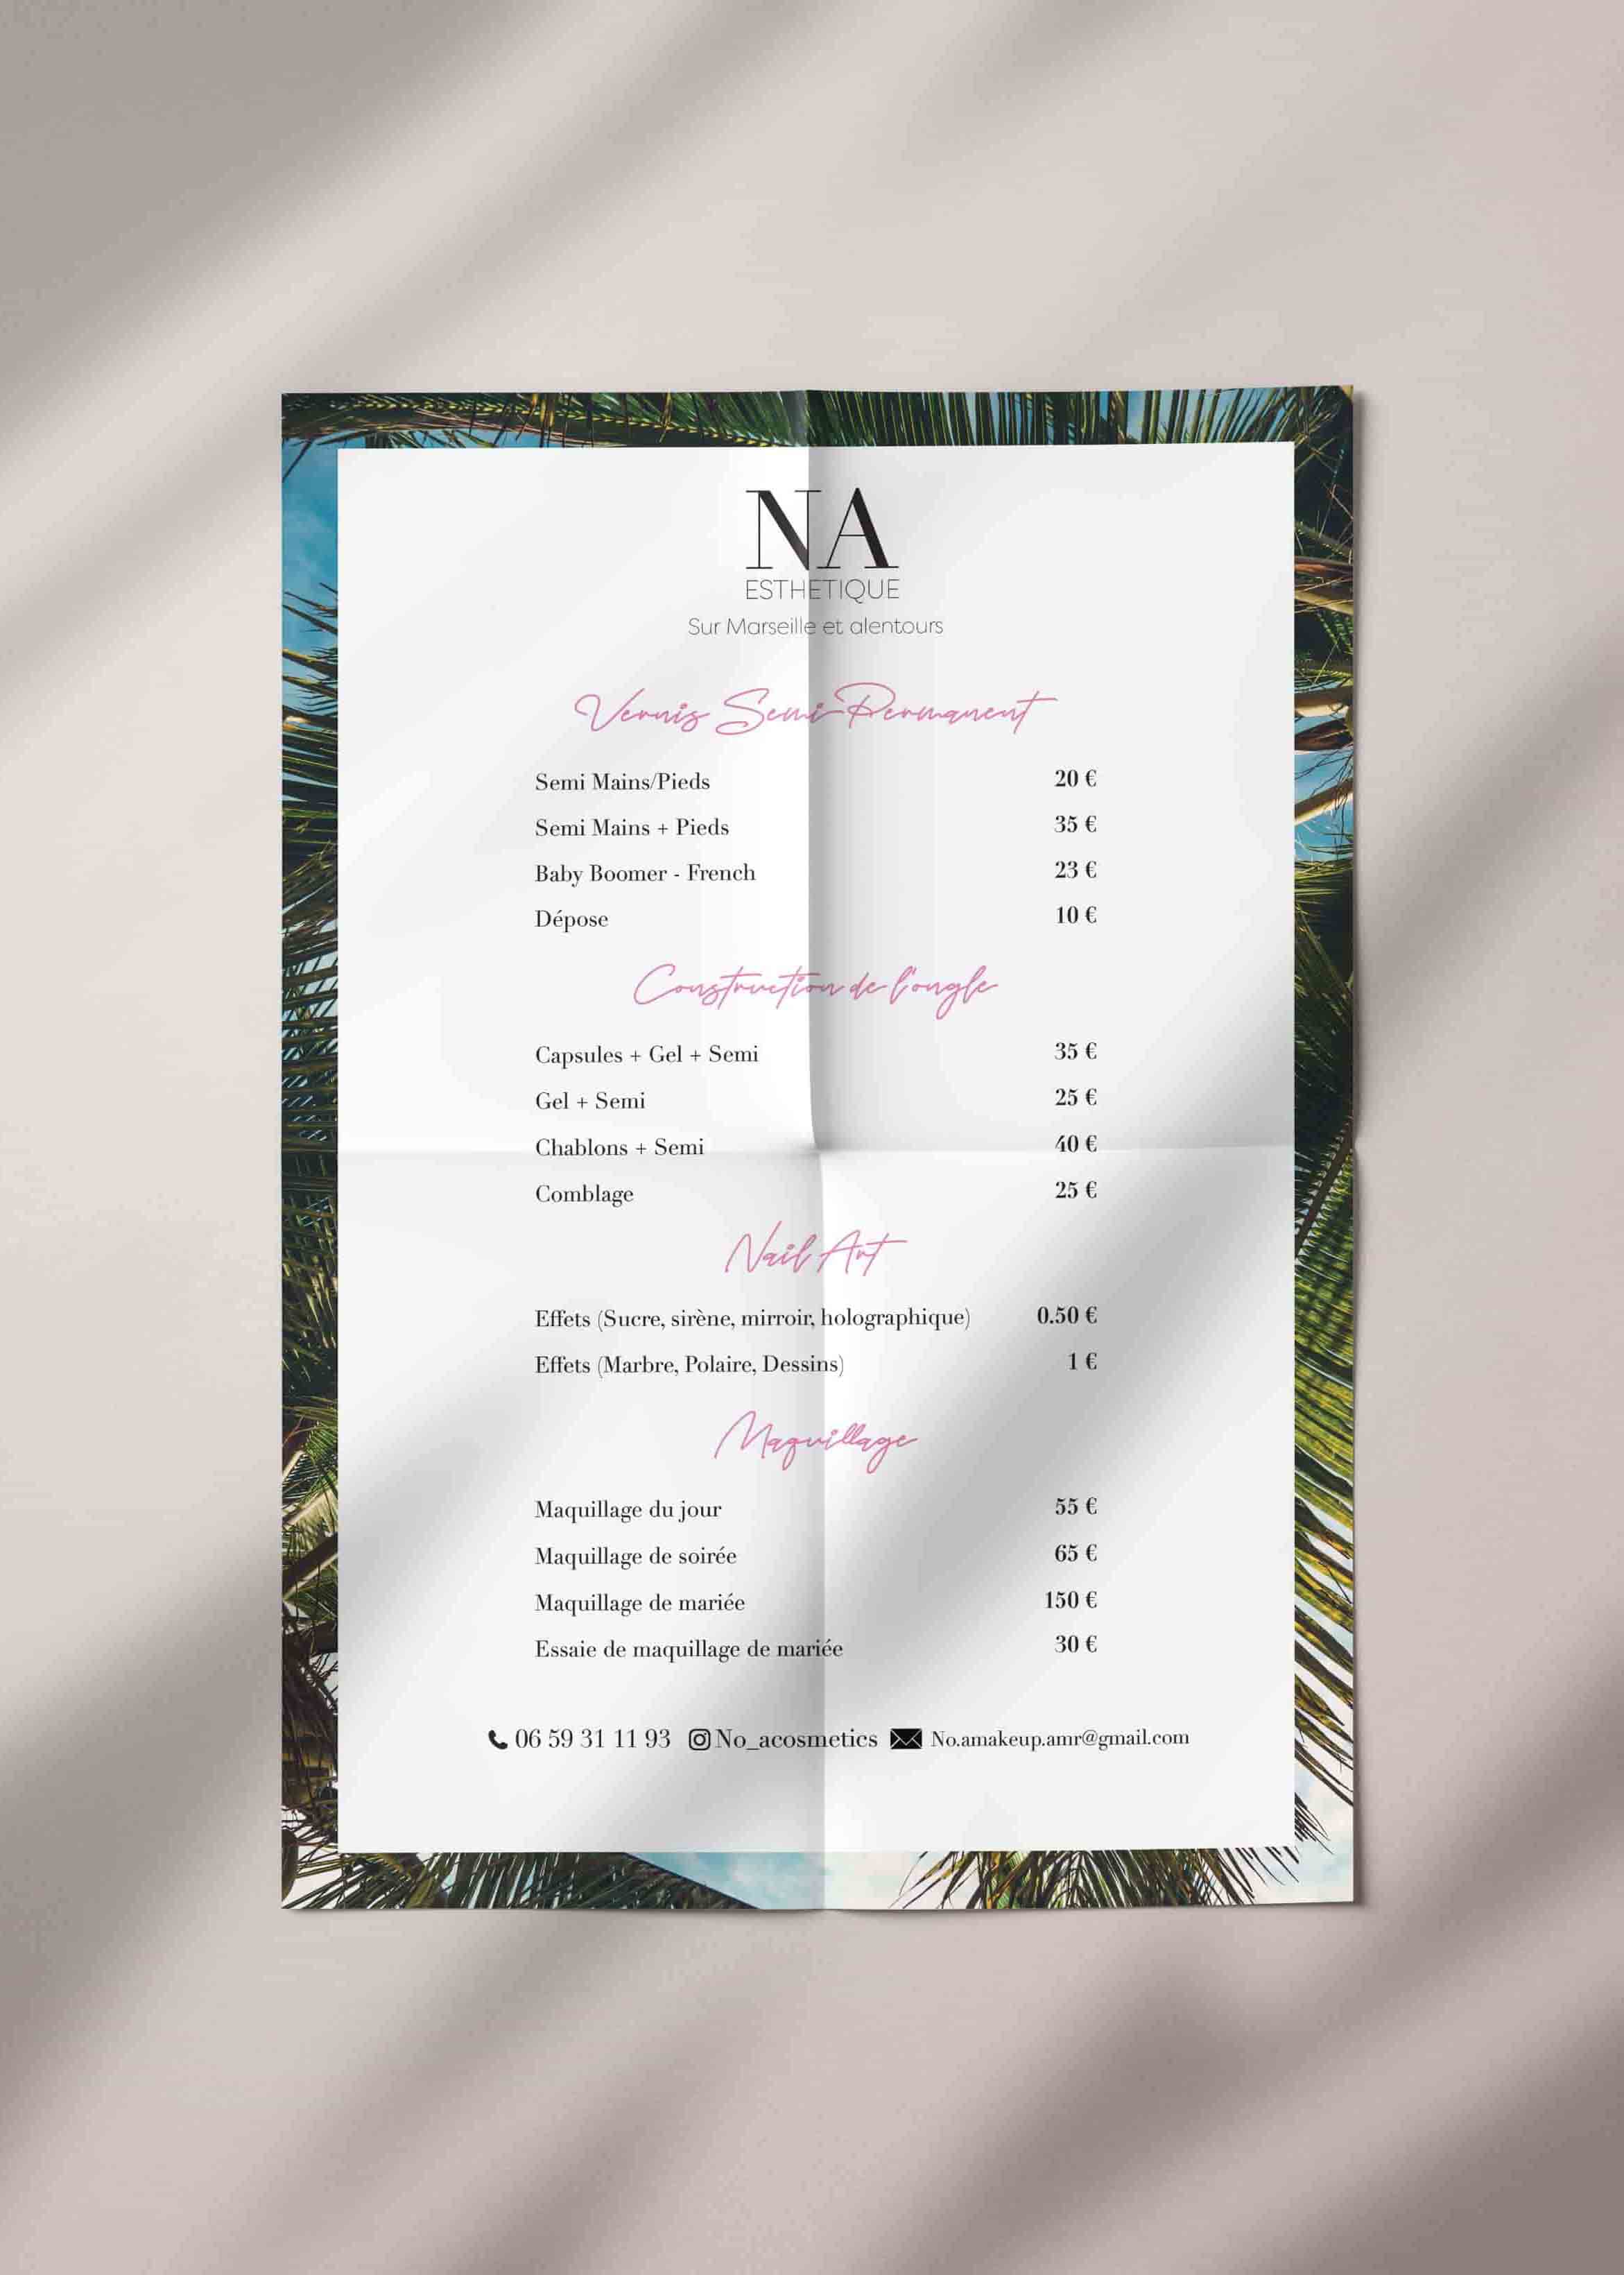 NA
ESTHETIQUE
Sur Marseille et alentours
Vernis Semi-Permanent
Semi Mains/Pieds 20 €
Semi Mains + Pieds 35 €
Baby Boomer - French 23 €
Dépose 10 €
Construction de l'ongle
Capsules + Gel + Semi 35 €
Gel + Semi 25 €
Chablons + Semi 40 €
Comblage 25 €
Nail Art
Effets (Sucre, sirène, mirroir, holographique) 0.50 €
Effets (Marbre, Polaire, Dessins) 1 €
Maquillage
Maquillage du jour 55 €
Maquillage de soirée 65 €
Maquillage de mariée 150 €
Essaie de maquillage de mariée 30 €
06 59 31 11 93 No_acosmetics No.amakeup.amr@gmail.com